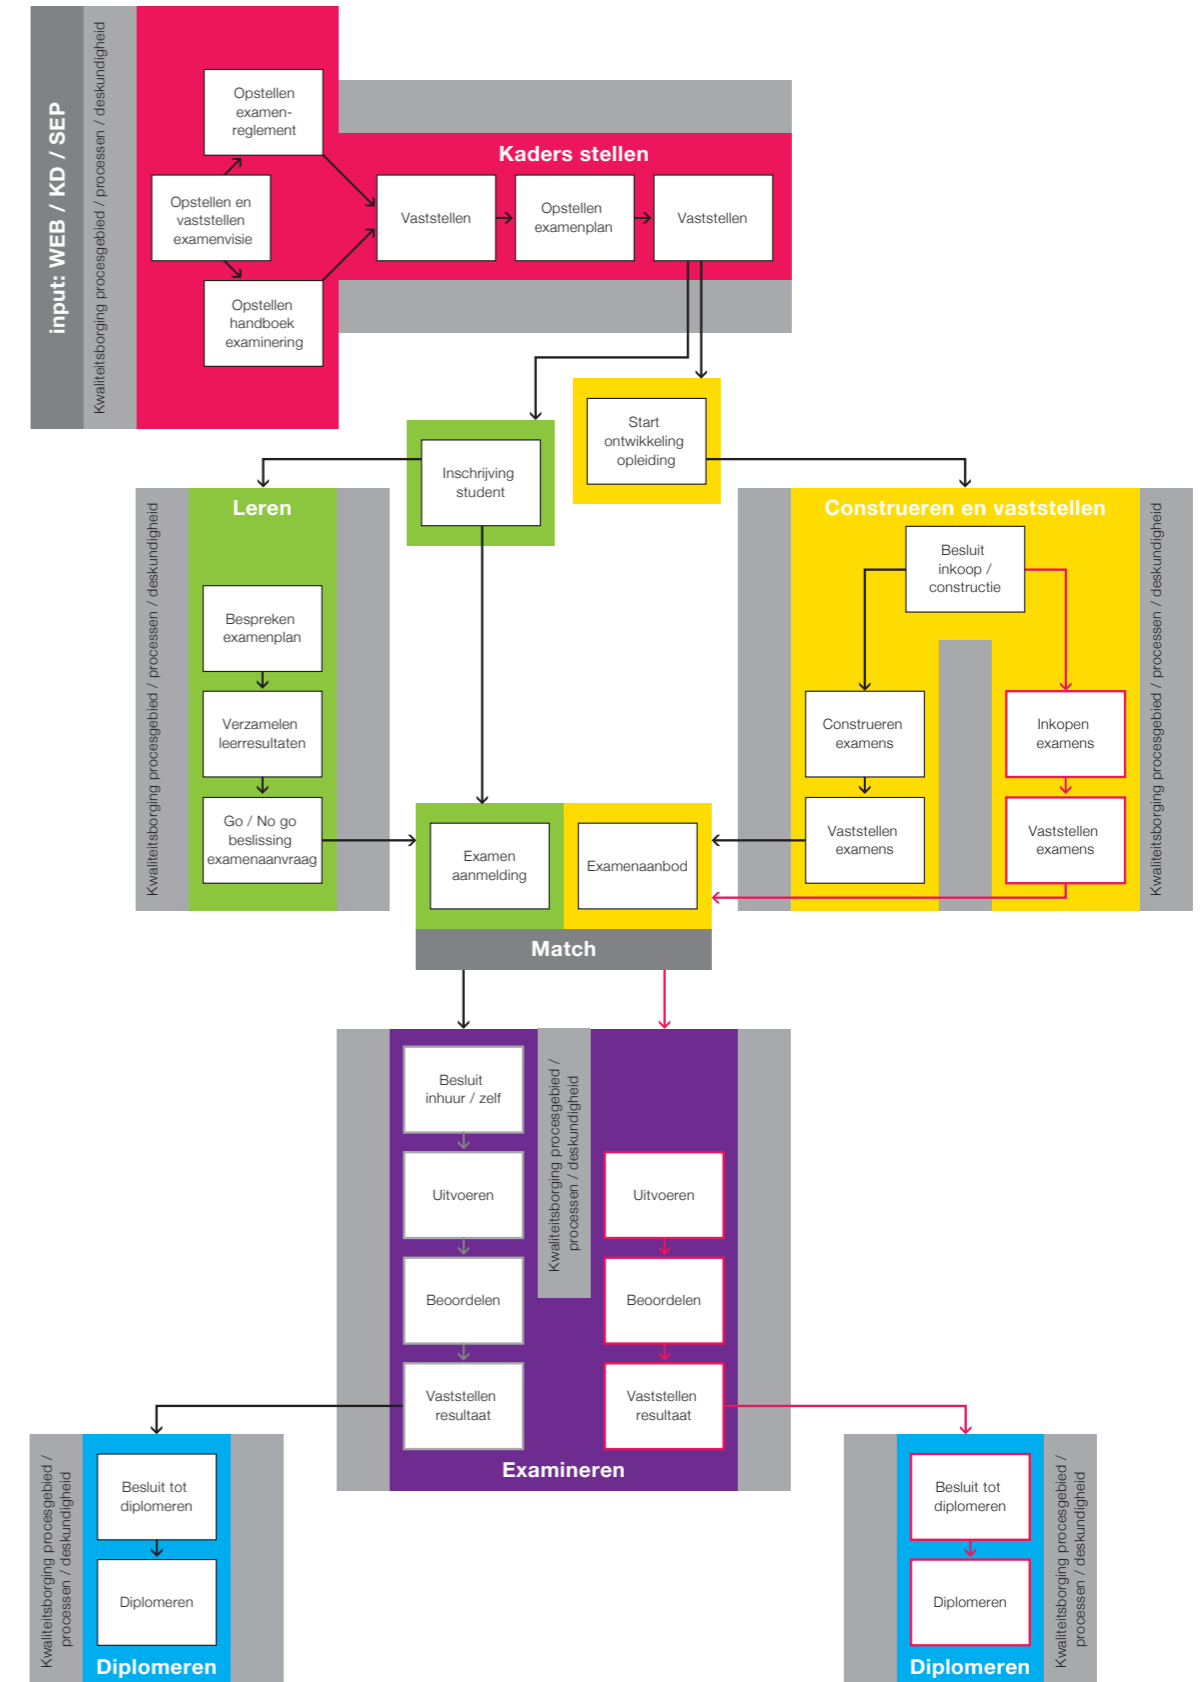 input: WEB / KD / SEP
Kwaliteitsborging procesgebied / processen / deskundigheid
Opstellen
examen-
reglement
Kaders stellen
Opstellen en
vaststellen
examenvisie
Vaststellen
Opstellen
examenplan
Vaststellen
Opstellen
handboek
examinering
Start
ontwikkeling
opleiding
Inschrijving
student
Kwaliteitsborging procesgebied / processen / deskundigheid
Leren
Bespreken
examenplan
Verzamelen
leerresultaten
Go / No go
beslissing
examenaanvraag
Construeren en vaststellen
Besluit
inkoop /
constructie
Construeren
examens
Inkopen
examens
Vaststellen
examens
Vaststellen
examens
Kwaliteitsborging procesgebied / processen / deskundigheid
Examen
aanmelding
Examenaanbod
Match
Besluit
inhuur / zelf
Uitvoeren
Beoordelen
Vaststellen
resultaat
Kwaliteitsborging procesgebied /
processen / deskundigheid
Uitvoeren
Beoordelen
Vaststellen
resultaat
Examineren
Kwaliteitsborging procesgebied /
processen / deskundigheid
Besluit tot
diplomeren
Diplomeren
Diplomeren
Besluit tot
diplomeren
Diplomeren
Diplomeren
Kwaliteitsborging procesgebied /
processen / deskundigheid